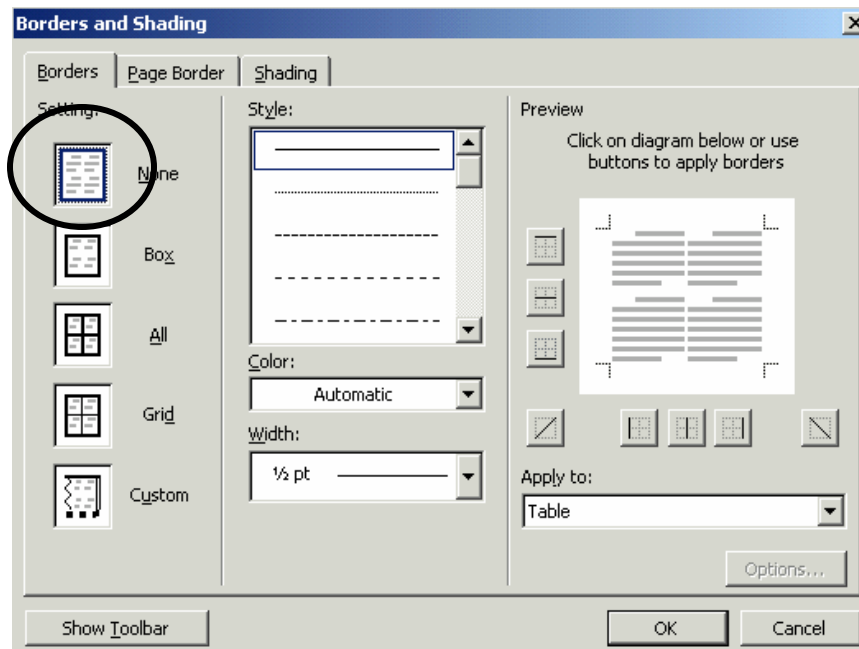 Borders and Shading
Borders
Page Border
Shading
Setting:
None
Box
All
Grid
Custom
Style:
Color:
Automatic
Width:
½ pt
Preview
Click on diagram below or use
buttons to apply borders
Apply to:
Table
Options...
Show Toolbar
OK
Cancel